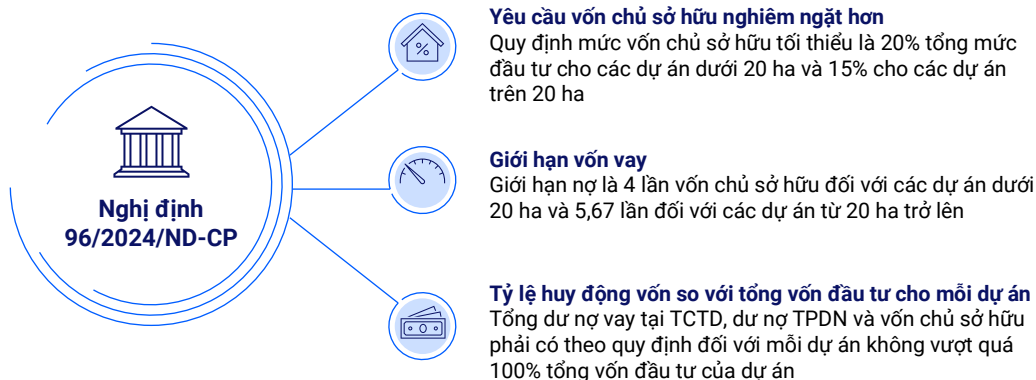 Nghị định
96/2024/ND-CP
%
Yêu cầu vốn chủ sở hữu nghiêm ngặt hơn
Quy định mức vốn chủ sở hữu tối thiểu là 20% tổng mức
đầu tư cho các dự án dưới 20 ha và 15% cho các dự án
trên 20 ha
Giới hạn vốn vay
Giới hạn nợ là 4 lần vốn chủ sở hữu đối với các dự án dưới
20 ha và 5,67 lần đối với các dự án từ 20 ha trở lên
Tỷ lệ huy động vốn so với tổng vốn đầu tư cho mỗi dự án
Tổng dư nợ vay tại TCTD, dư nợ TPDN và vốn chủ sở hữu
phải có theo quy định đối với mỗi dự án không vượt quá
100% tổng vốn đầu tư của dự án